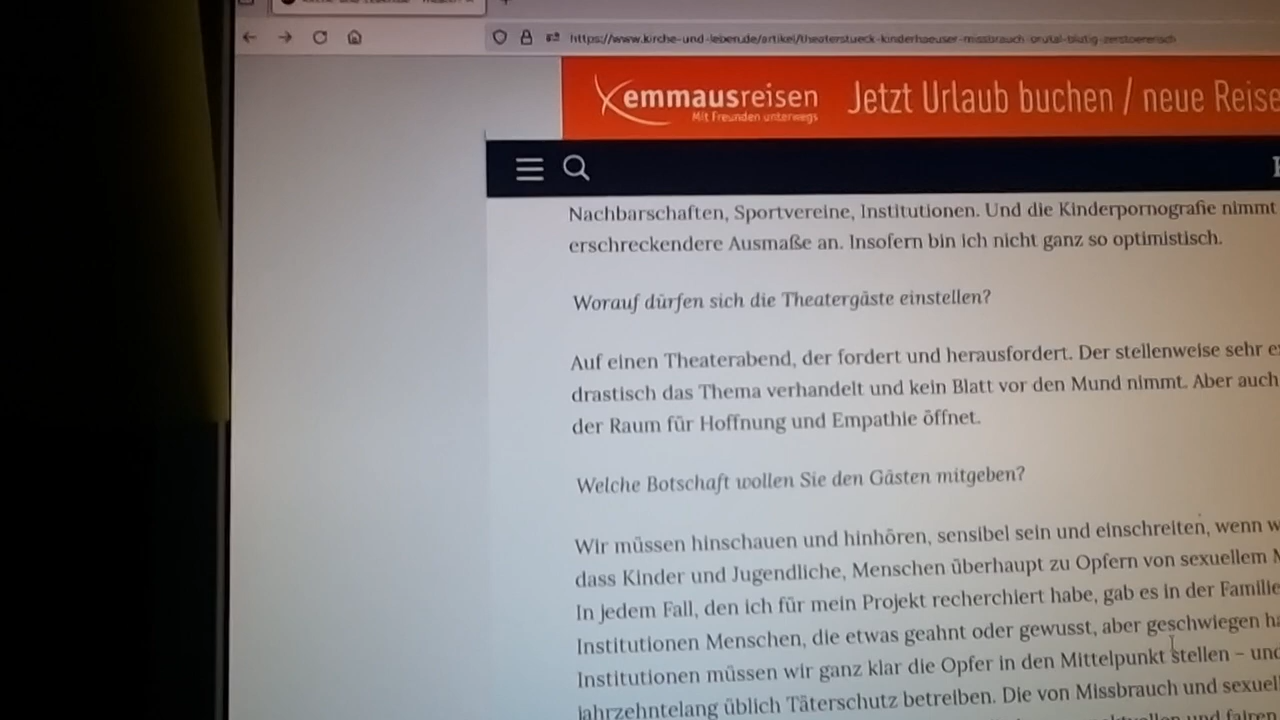 https://www.kirche-und-leben.de/artikel/theaterstueck-kinderhaeuser-missbrauch-brutal-blutig-zerstoererisch
emmausreisen Jetzt Urlaub buchen / neue Reise
Mit Freunden unterwegs
Nachbarschaften, Sportvereine, Institutionen. Und die Kinderpornografie nimmt
erschreckendere Ausmaße an. Insofern bin ich nicht ganz so optimistisch.
Worauf dürfen sich die Theatergäste einstellen?
Auf einen Theaterabend, der fordert und herausfordert. Der stellenweise sehr
drastisch das Thema verhandelt und kein Blatt vor den Mund nimmt. Aber auch
der Raum für Hoffnung und Empathie öffnet.
Welche Botschaft wollen Sie den Gästen mitgeben?
Wir müssen hinschauen und hinhören, sensibel sein und einschreiten, wenn w
dass Kinder und Jugendliche, Menschen überhaupt zu Opfern von sexuellem M
In jedem Fall, den ich für mein Projekt recherchiert habe, gab es in der Familie
Institutionen Menschen, die etwas geahnt oder gewusst, aber geschwiegen ha
Institutionen müssen wir ganz klar die Opfer in den Mittelpunkt stellen – und
jahrzehntelang üblich Täterschutz betreiben. Die von Missbrauch und sexuel
und fairen